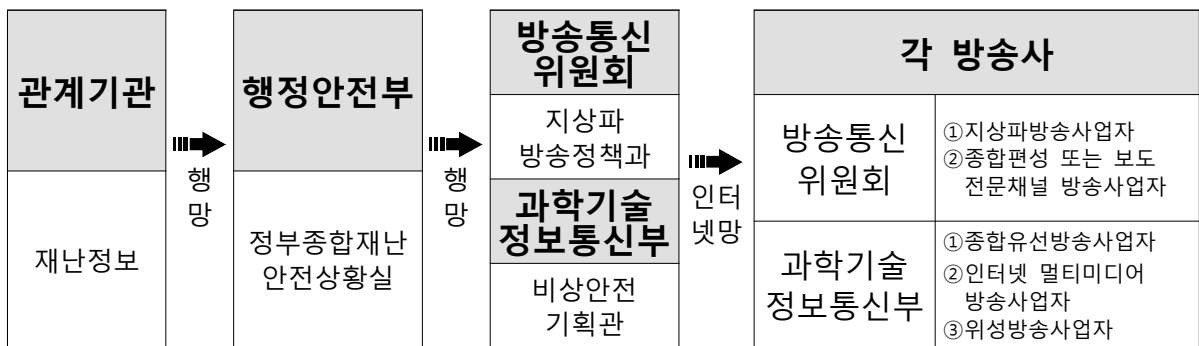 관계기관
재난정보
행
망
행정안전부
정부종합재난
안전상황실
행
망
방송통신
위원회
지상파
방송정책과
과학기술
정보통신부
비상안전
기획관
인터
넷망
각 방송사
방송통신
위원회
①지상파방송사업자
②종합편성 또는 보도
전문채널 방송사업자
과학기술
정보통신부
①종합유선방송사업자
②인터넷 멀티미디어
방송사업자
③위성방송사업자